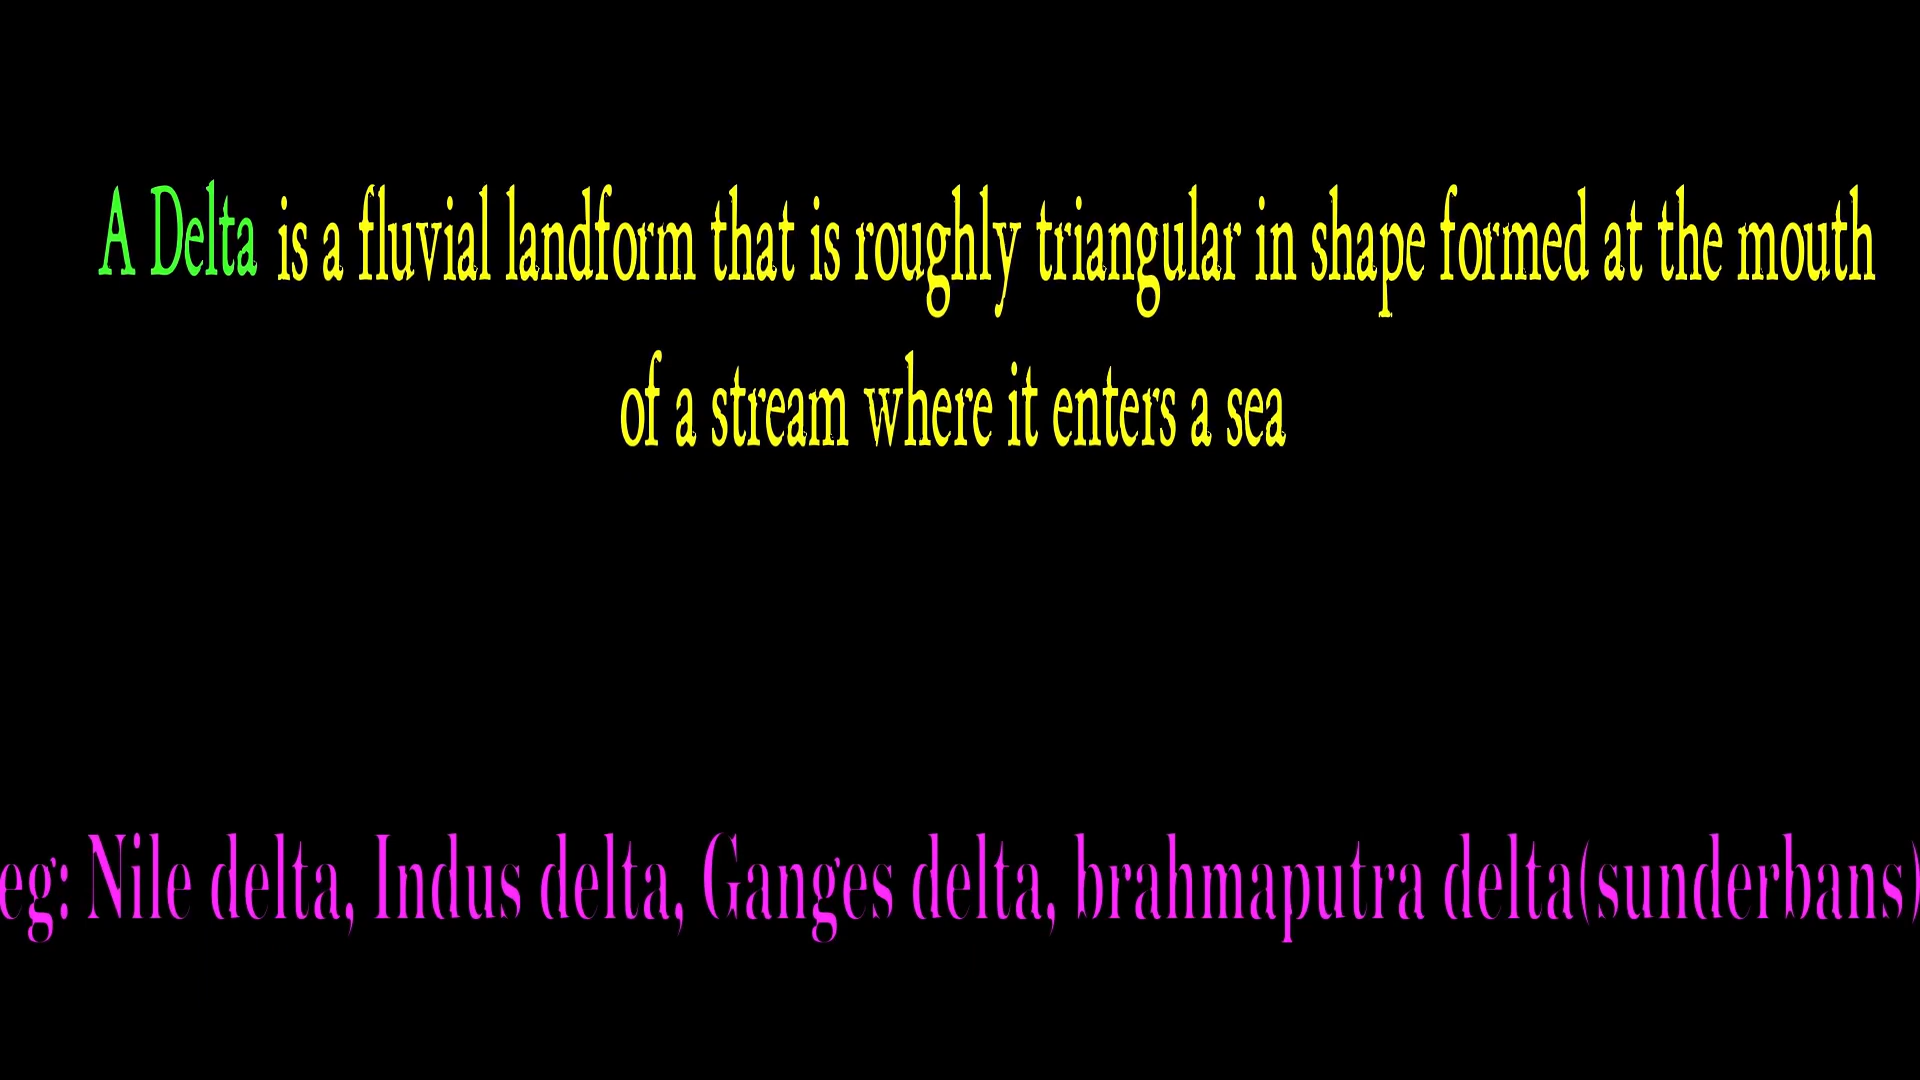 A Delta is a fluvial landform that is roughly triangular in shape formed at the mouth
of a stream where it enters a sea
eg: Nile delta, Indus delta, Ganges delta, brahmaputra delta(sunderbans)